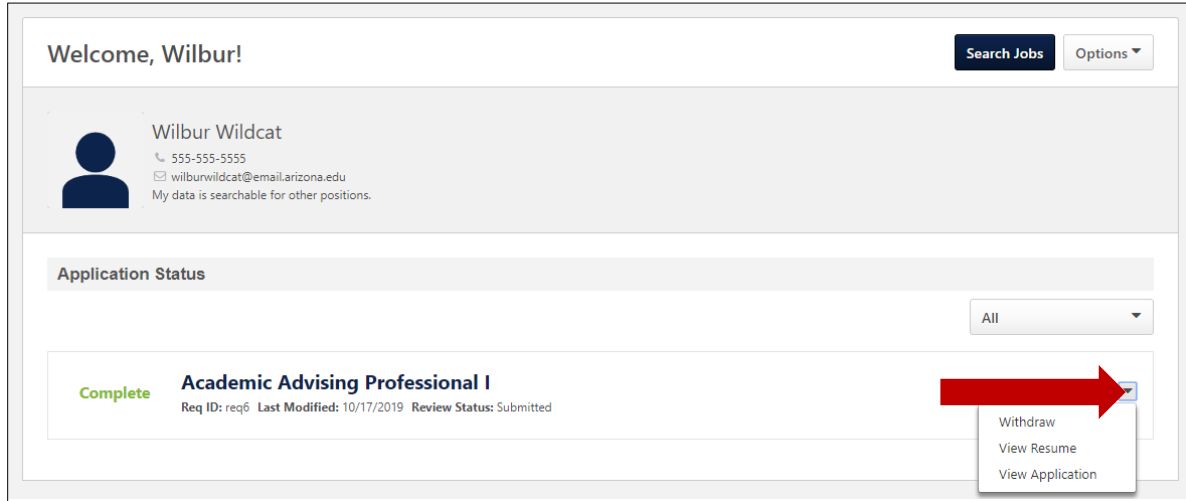 Welcome, Wilbur!
Search Jobs
Options
Wilbur Wildcat
555-555-5555
wilburwildcat@email.arizona.edu
My data is searchable for other positions.
Application Status
All
Complete
Academic Advising Professional I
Req ID: req6 Last Modified: 10/17/2019 Review Status: Submitted
Withdraw
View Resume
View Application